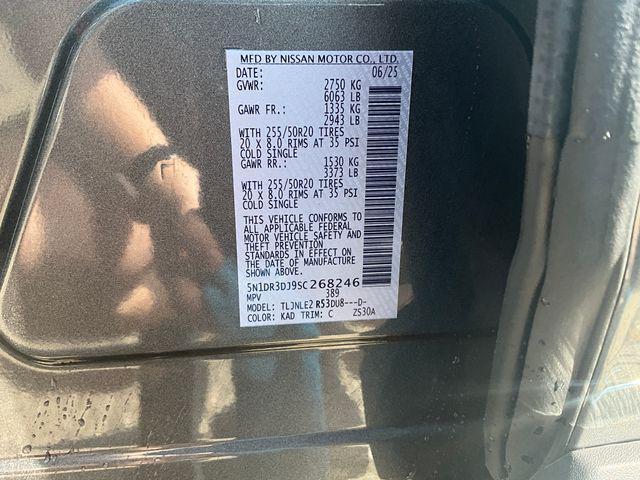 MFD BY NISSAN MOTOR CO., LTD.
DATE: 06/25
GVWR: 2750 KG
6063 LB
GAWR FR.: 1335 KG
2943 LB
WITH 255/50R20 TIRES
20 X 8.0 RIMS AT 35 PSI
COLD SINGLE
GAWR RR.: 1530 KG
3373 LB
WITH 255/50R20 TIRES
20 X 8.0 RIMS AT 35 PSI
COLD SINGLE
THIS VEHICLE CONFORMS TO
ALL APPLICABLE FEDERAL
MOTOR VEHICLE SAFETY AND
THEFT PREVENTION
STANDARDS IN EFFECT ON
THE DATE OF MANUFACTURE
SHOWN ABOVE.
5N1DR3DJ9SC268246
MPV 389
MODEL: TLJNLE2 R53DU8---D-
COLOR: KAD TRIM: C ZS30A